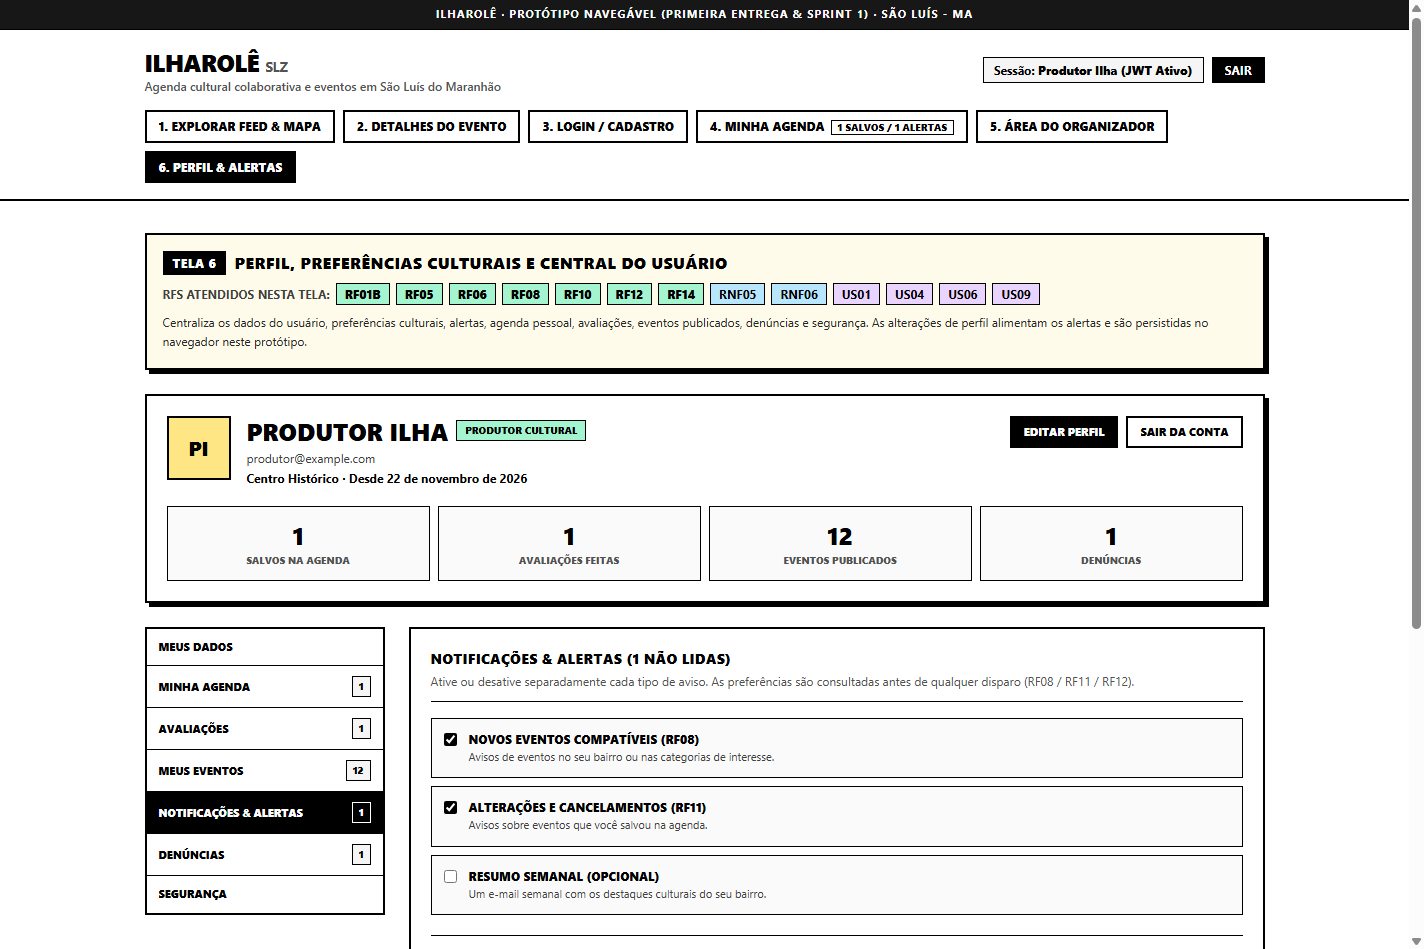 ILHAROLÊ · PROTÓTIPO NAVEGÁVEL (PRIMEIRA ENTREGA & SPRINT 1) · SÃO LUÍS - MA
ILHAROLÊ SLZ
Agenda cultural colaborativa e eventos em São Luís do Maranhão
Sessão: Produtor Ilha (JWT Ativo)
SAIR
1. EXPLORAR FEED & MAPA
2. DETALHES DO EVENTO
3. LOGIN / CADASTRO
4. MINHA AGENDA 1 SALVOS / 1 ALERTAS
5. ÁREA DO ORGANIZADOR
6. PERFIL & ALERTAS
TELA 6 PERFIL, PREFERÊNCIAS CULTURAIS E CENTRAL DO USUÁRIO
RFS ATENDIDOS NESTA TELA: RF01B RF05 RF06 RF08 RF10 RF12 RF14 RNF05 RNF06 US01 US04 US06 US09
Centraliza os dados do usuário, preferências culturais, alertas, agenda pessoal, avaliações, eventos publicados, denúncias e segurança. As alterações de perfil alimentam os alertas e são persistidas no
navegador neste protótipo.
PI
PRODUTOR ILHA PRODUTOR CULTURAL
produtor@example.com
Centro Histórico · Desde 22 de novembro de 2026
EDITAR PERFIL
SAIR DA CONTA
1
SALVOS NA AGENDA
1
AVALIAÇÕES FEITAS
12
EVENTOS PUBLICADOS
1
DENÚNCIAS
MEUS DADOS
MINHA AGENDA 1
AVALIAÇÕES 1
MEUS EVENTOS 12
NOTIFICAÇÕES & ALERTAS 1
DENÚNCIAS 1
SEGURANÇA
NOTIFICAÇÕES & ALERTAS (1 NÃO LIDAS)
Ative ou desative separadamente cada tipo de aviso. As preferências são consultadas antes de qualquer disparo (RF08 / RF11 / RF12).
NOVOS EVENTOS COMPATÍVEIS (RF08)
Avisos de eventos no seu bairro ou nas categorias de interesse.
ALTERAÇÕES E CANCELAMENTOS (RF11)
Avisos sobre eventos que você salvou na agenda.
RESUMO SEMANAL (OPCIONAL)
Um e-mail semanal com os destaques culturais do seu bairro.